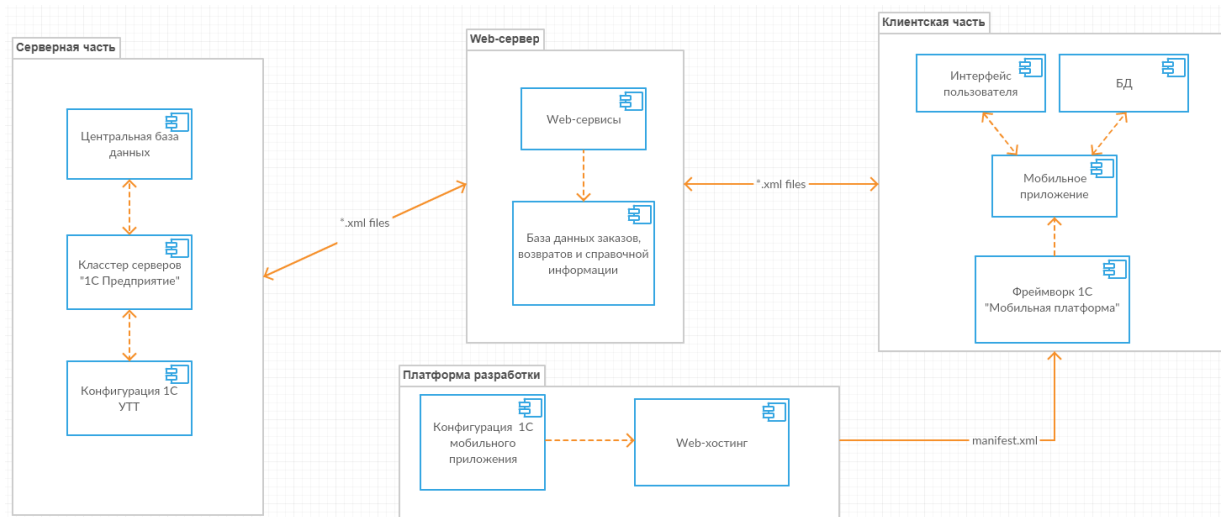 Серверная часть
Центральная база
данных
Класстер серверов
"1С Предприятие"
Конфигурация 1С
УТТ
*.xml files
Web-сервер
Web-сервисы
База данных заказов,
возвратов и справочной
информации
*.xml files
Клиентская часть
Интерфейс
пользователя
БД
Мобильное
приложение
Фреймворк 1С
"Мобильная платформа"
Платформа разработки
Конфигурация 1С
мобильного
приложения
Web-хостинг
manifest.xml